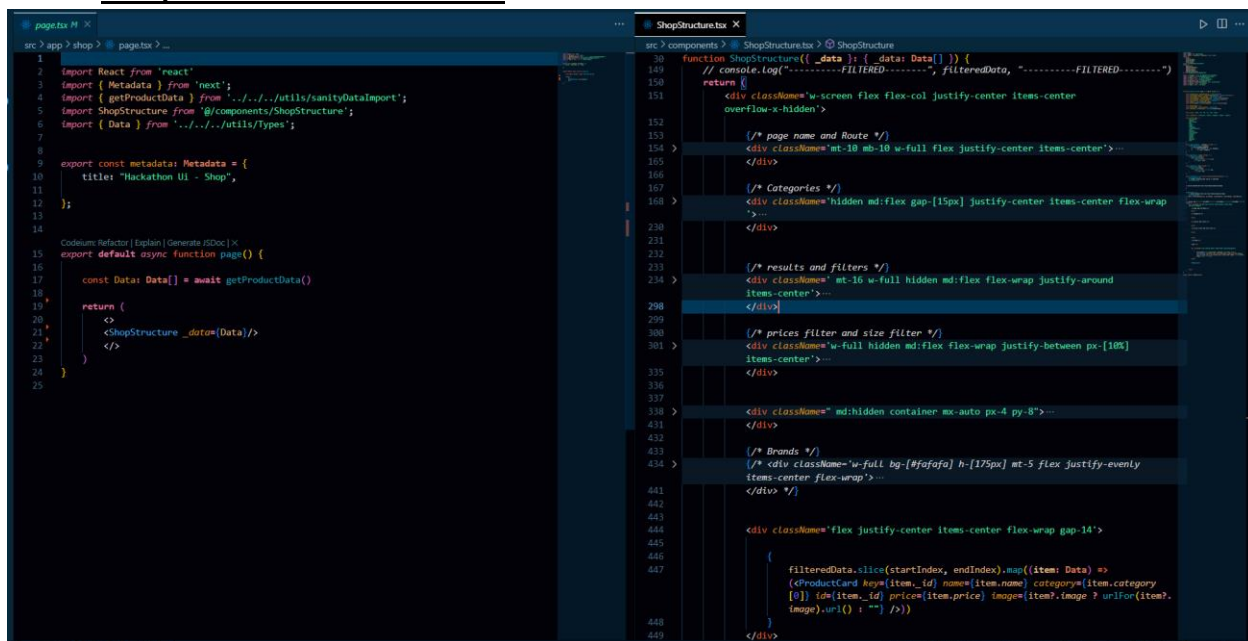 page.tsx M ×
src > app > shop > page.tsx > ...
1
2 import React from 'react'
3 import { Metadata } from 'next';
4 import { getProductData } from '../../../utils/sanityDataImport';
5 import ShopStructure from '@/components/ShopStructure';
6 import { Data } from '../../../utils/Types';
7
8
9 export const metadata: Metadata = {
10 title: "Hackathon Ui - Shop",
11
12 };
13
14
Codeium: Refactor | Explain | Generate JSDoc | ×
15 export default async function page() {
16
17 const Data: Data[] = await getProductData()
18
19 return (
20 <>
21 <ShopStructure _data={Data}/>
22 </>
23 )
24 }
25
ShopStructure.tsx ×
src > components > ShopStructure.tsx > ShopStructure
30 function ShopStructure({ _data }: { _data: Data[] }) {
149 // console.log("----------FILTERED--------", filteredData, "----------FILTERED--------")
150 return (
151 <div className='w-screen flex flex-col justify-center items-center
overflow-x-hidden'>
152
153 {/* page name and Route */}
154 <div className='mt-10 mb-10 w-full flex justify-center items-center'>···
165 </div>
166
167 {/* Categories */}
168 <div className='hidden md:flex gap-[15px] justify-center items-center flex-wrap
'>···
230 </div>
231
232
233 {/* results and filters */}
234 <div className=' mt-16 w-full hidden md:flex flex-wrap justify-around
items-center'>···
298 </div>
299
300 {/* prices filter and size filter */}
301 <div className='w-full hidden md:flex flex-wrap justify-between px-[10%]
items-center'>···
335 </div>
336
337
338 <div className=" md:hidden container mx-auto px-4 py-8">···
431 </div>
432
433 {/* Brands */}
434 {/* <div className='w-full bg-[#fafafa] h-[175px] mt-5 flex justify-evenly
items-center flex-wrap'>···
441 </div> */}
442
443
444 <div className='flex justify-center items-center flex-wrap gap-14'>
445
446 {
447 filteredData.slice(startIndex, endIndex).map((item: Data) =>
(<ProductCard key={item._id} name={item.name} category={item.category
[0]} id={item._id} price={item.price} image={item?.image ? urlFor(item?.
image).url() : ""} />))
448 }
449 </div>